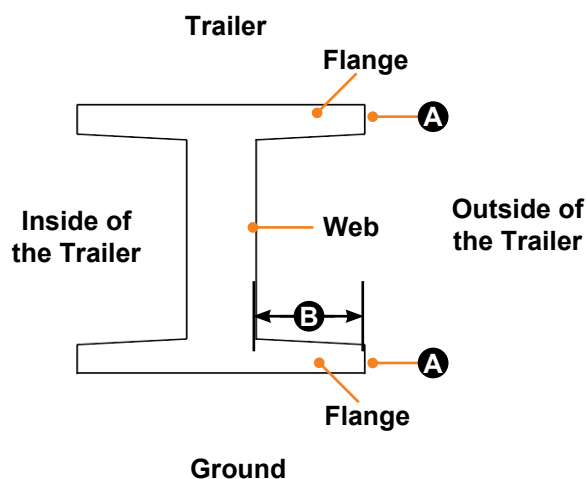 Trailer
Flange
A
Inside of
the Trailer
Web
Outside of
the Trailer
B
A
Flange
Ground